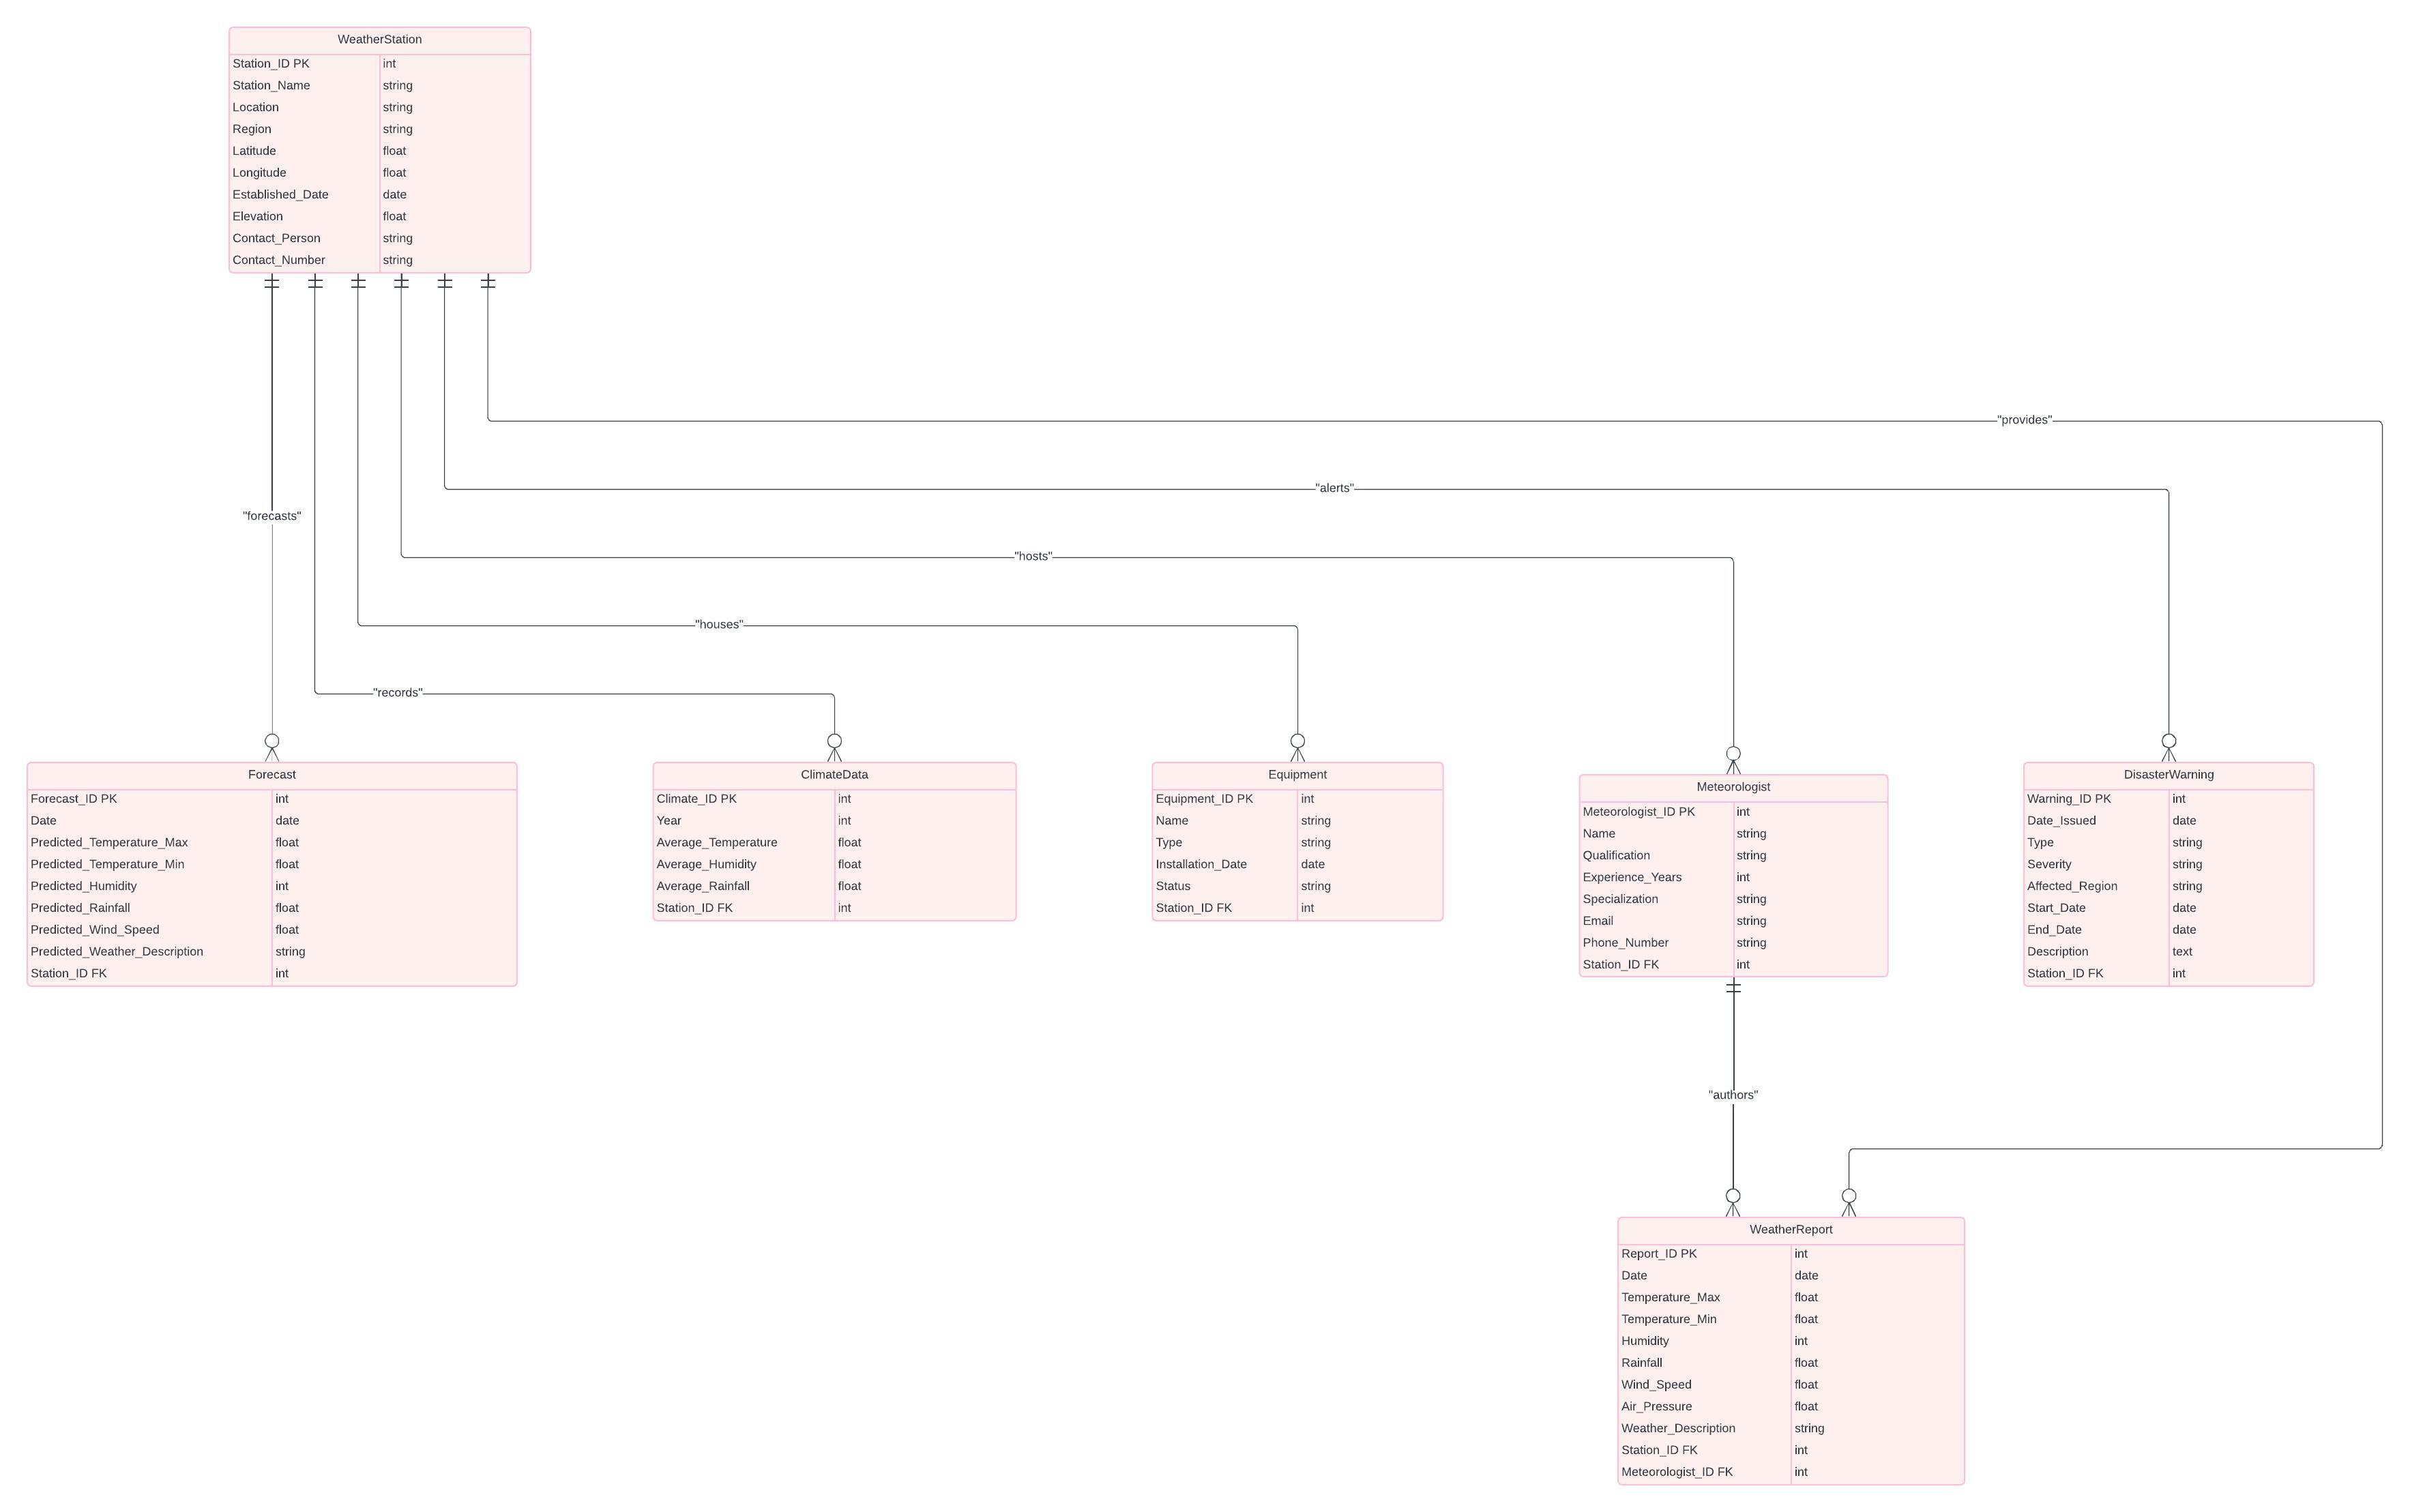 WeatherStation
Station_ID PK int
Station_Name string
Location string
Region string
Latitude float
Longitude float
Established_Date date
Elevation float
Contact_Person string
Contact_Number string
"provides"
"alerts"
"forecasts"
"hosts"
"houses"
"records"
Forecast
Forecast_ID PK int
Date date
Predicted_Temperature_Max float
Predicted_Temperature_Min float
Predicted_Humidity int
Predicted_Rainfall float
Predicted_Wind_Speed float
Predicted_Weather_Description string
Station_ID FK int
ClimateData
Climate_ID PK int
Year int
Average_Temperature float
Average_Humidity float
Average_Rainfall float
Station_ID FK int
Equipment
Equipment_ID PK int
Name string
Type string
Installation_Date date
Status string
Station_ID FK int
Meteorologist
Meteorologist_ID PK int
Name string
Qualification string
Experience_Years int
Specialization string
Email string
Phone_Number string
Station_ID FK int
DisasterWarning
Warning_ID PK int
Date_Issued date
Type string
Severity string
Affected_Region string
Start_Date date
End_Date date
Description text
Station_ID FK int
"authors"
WeatherReport
Report_ID PK int
Date date
Temperature_Max float
Temperature_Min float
Humidity int
Rainfall float
Wind_Speed float
Air_Pressure float
Weather_Description string
Station_ID FK int
Meteorologist_ID FK int